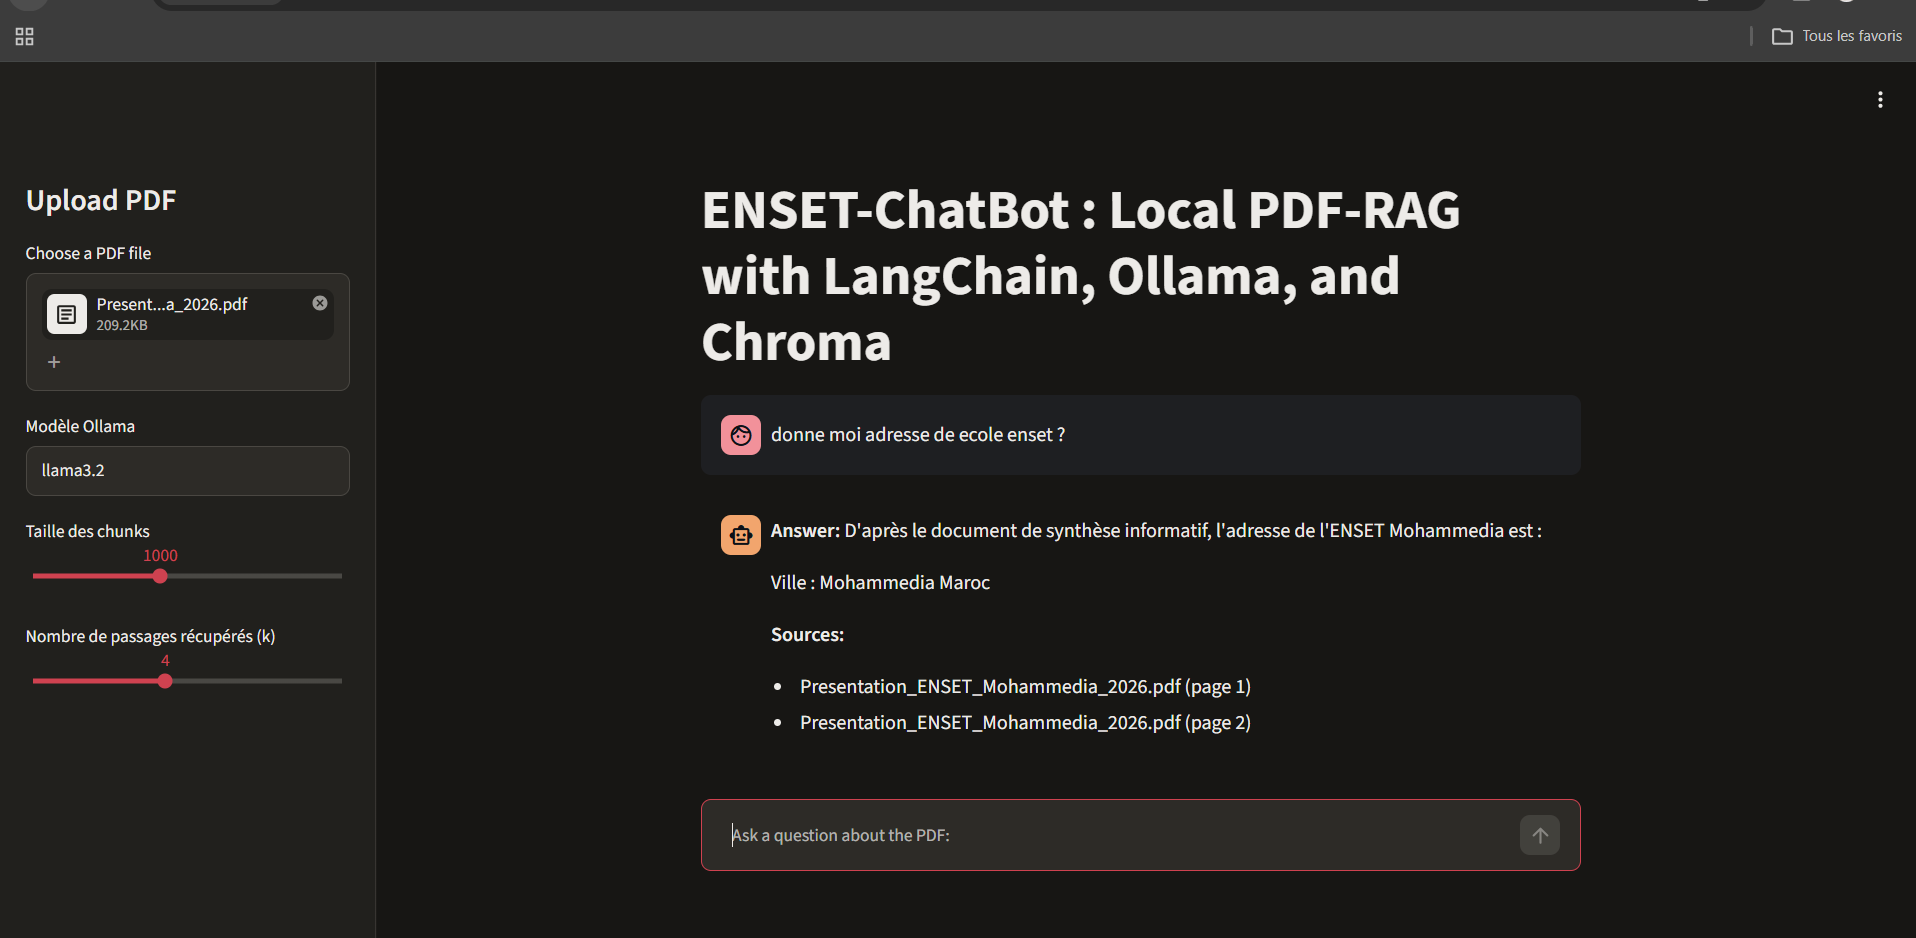 Tous les favoris
Upload PDF
Choose a PDF file
Present...a_2026.pdf
209.2KB
Modèle Ollama
llama3.2
Taille des chunks
1000
Nombre de passages récupérés (k)
4
ENSET-ChatBot : Local PDF-RAG
with LangChain, Ollama, and
Chroma
donne moi adresse de ecole enset ?
Answer: D'après le document de synthèse informatif, l'adresse de l'ENSET Mohammedia est :
Ville : Mohammedia Maroc
Sources:
• Presentation_ENSET_Mohammedia_2026.pdf (page 1)
• Presentation_ENSET_Mohammedia_2026.pdf (page 2)
Ask a question about the PDF: